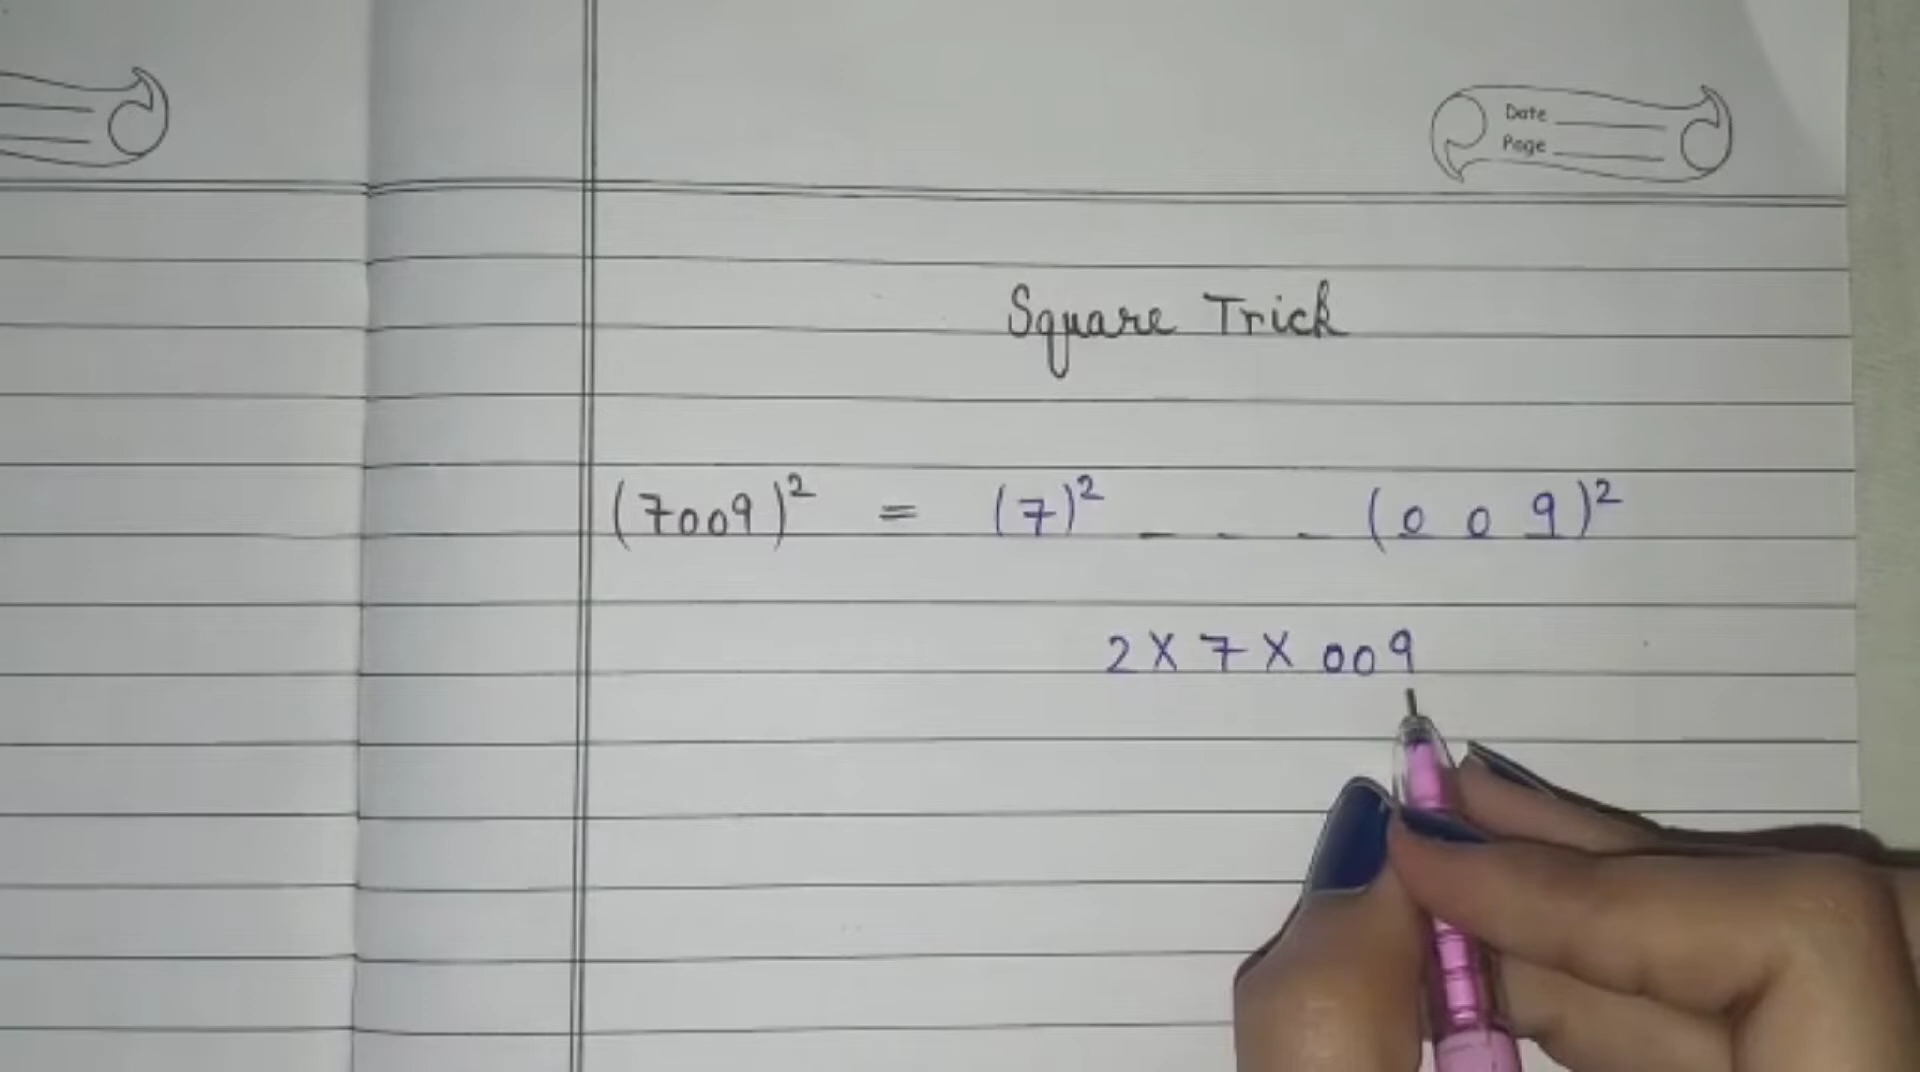 Date
Page
Square Trick
(7009)² = (7)² _ _ _ (0 0 9)²
2 × 7 × 009